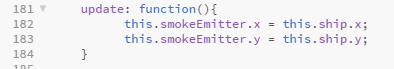 181 update: function(){
182 this.smokeEmitter.x = this.ship.x;
183 this.smokeEmitter.y = this.ship.y;
184 }